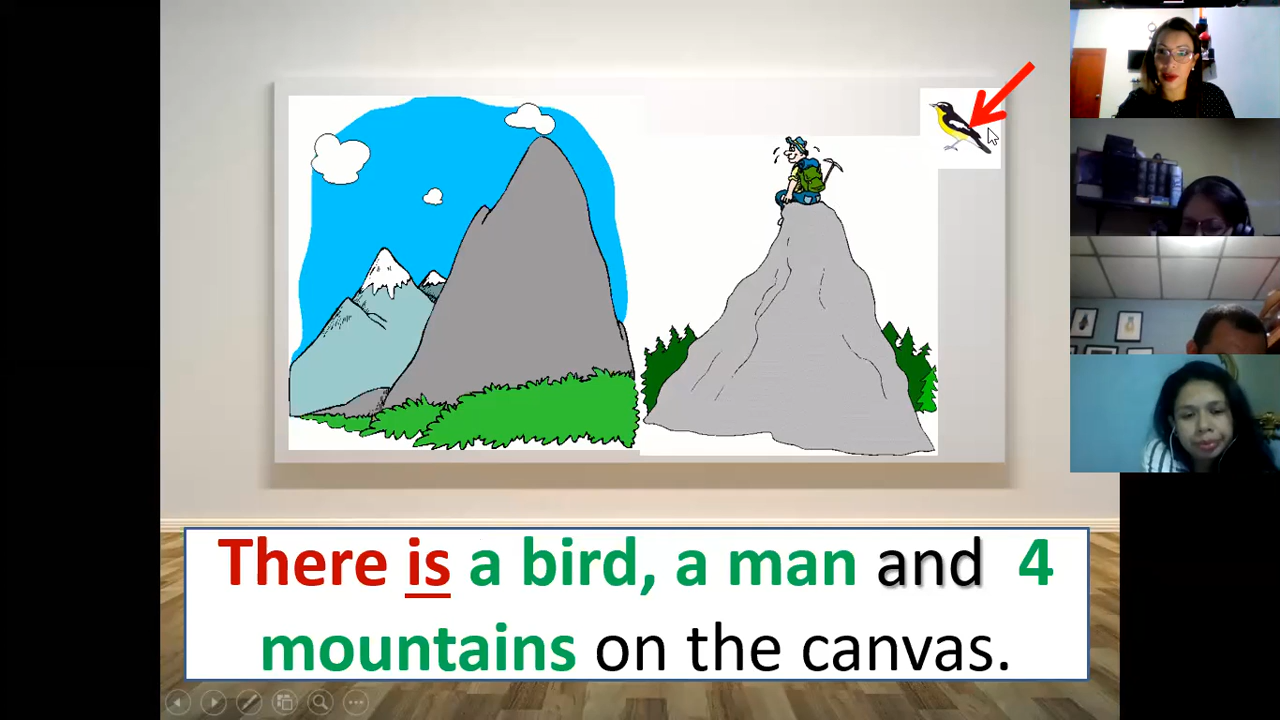 There is a bird, a man and 4
mountains on the canvas.